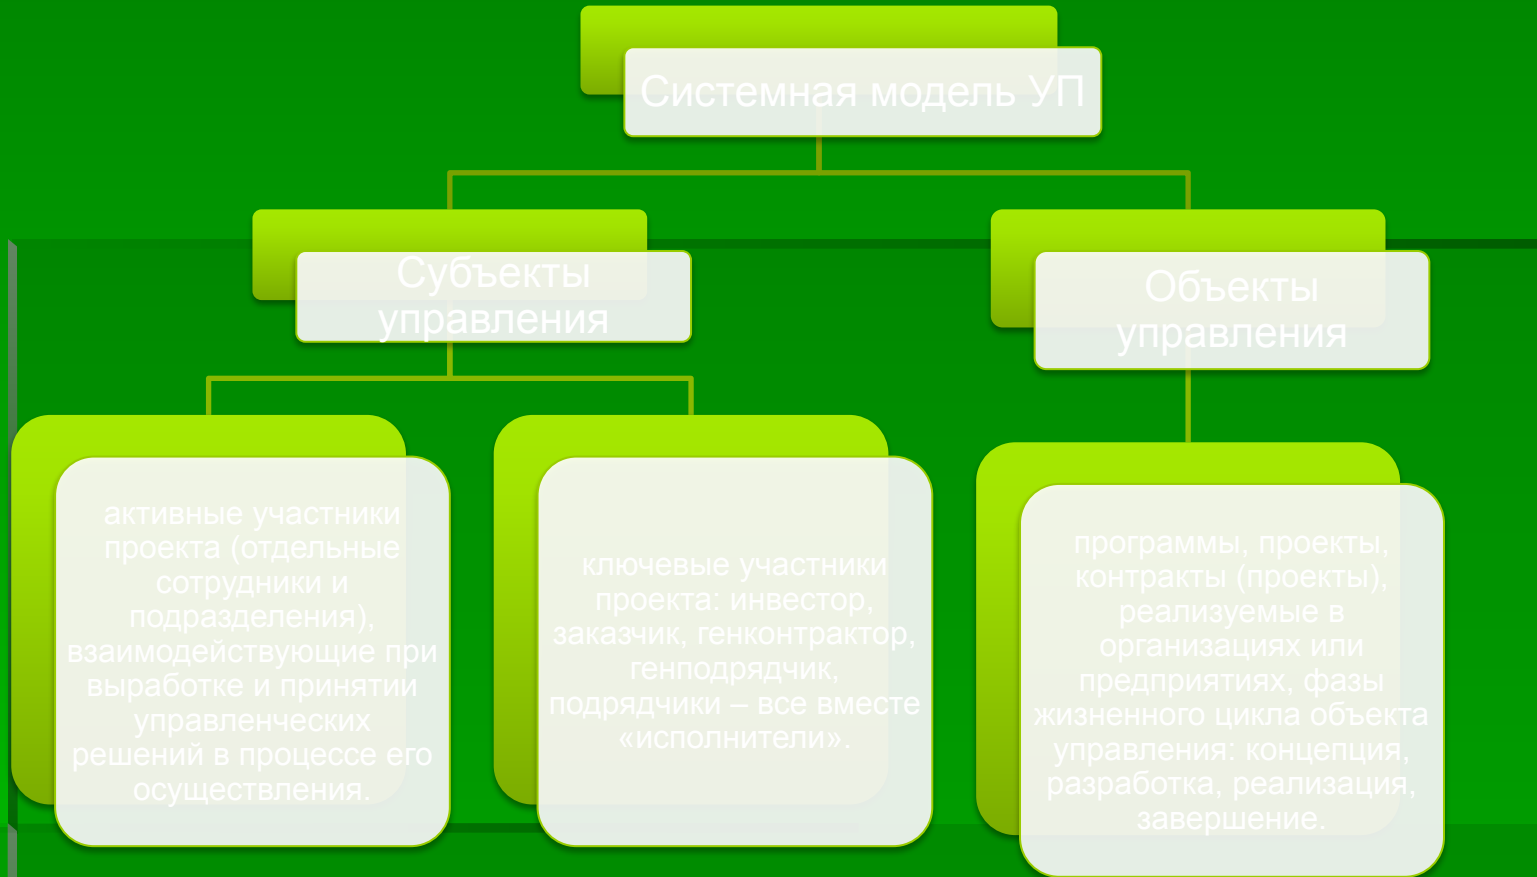 Системная модель УП
Субъекты
управления
Объекты
управления
активные участники
проекта (отдельные
сотрудники и
подразделения),
взаимодействующие при
выработке и принятии
управленческих
решений в процессе его
осуществления.
ключевые участники
проекта: инвестор,
заказчик, генконтрактор,
генподрядчик,
подрядчики – все вместе
«исполнители».
программы, проекты,
контракты (проекты),
реализуемые в
организациях или
предприятиях, фазы
жизненного цикла объекта
управления: концепция,
разработка, реализация,
завершение.